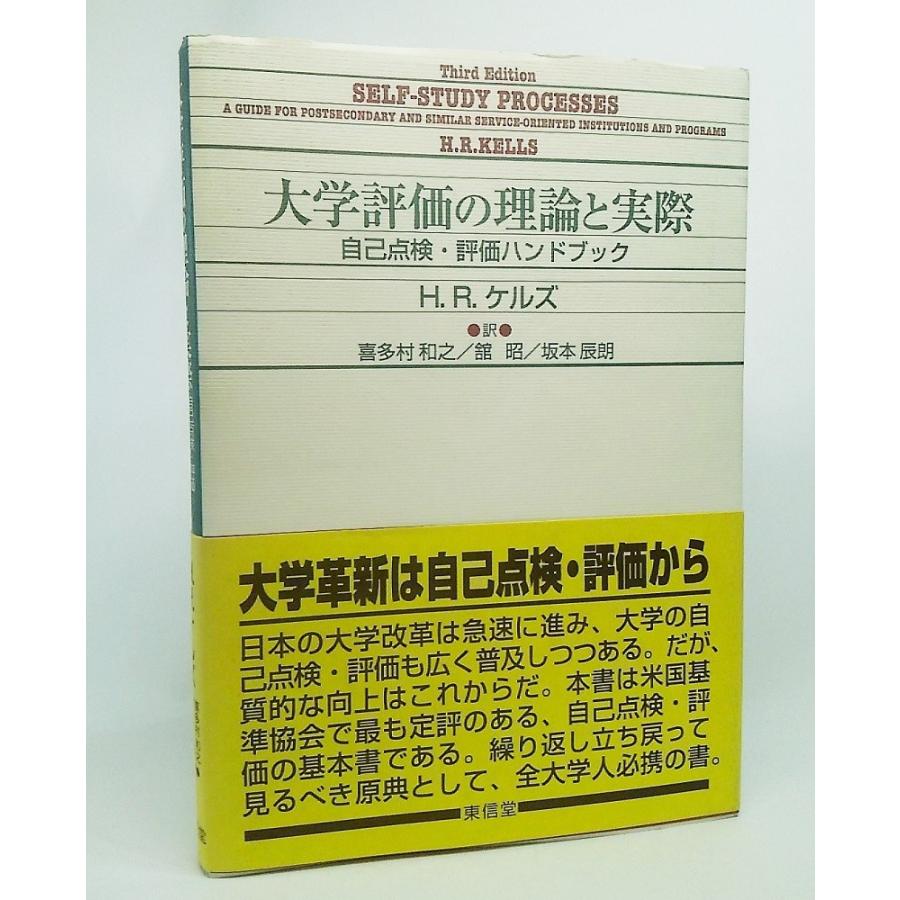 Third Edition
SELF-STUDY PROCESSES
A GUIDE FOR POSTSECONDARY AND SIMILAR SERVICE-ORIENTED INSTITUTIONS AND PROGRAMS
H.R.KELLS
大学評価の理論と実際
自己点検・評価ハンドブック
H. R. ケルズ
●訳●
喜多村 和之／舘 昭／坂本 辰朗
大学革新は自己点検・評価から
日本の大学改革は急速に進み、大学の自
己点検・評価も広く普及しつつある。だが、
質的な向上はこれからだ。本書は米国基
準協会で最も定評のある、自己点検・評
価の基本書である。繰り返し立ち戻って
見るべき原典として、全大学人必携の書。
東信堂